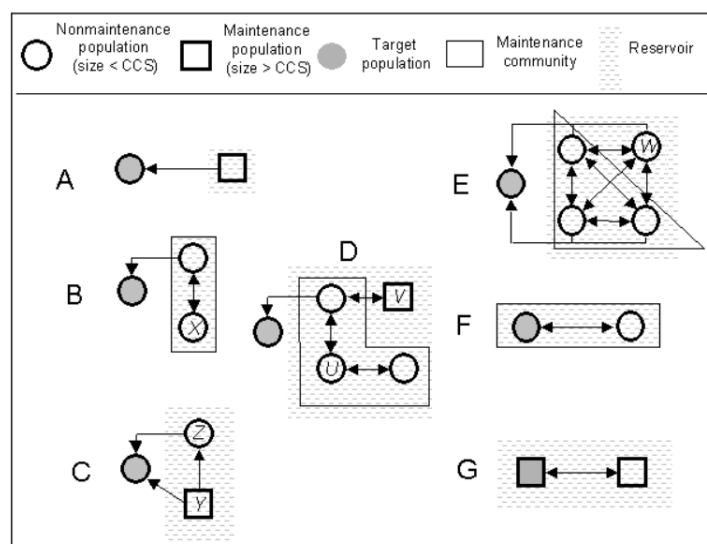 Nonmaintenance
population
(size < CCS)
Maintenance
population
(size > CCS)
Target
population
Maintenance
community
Reservoir
A
B
X
C
Z
Y
D
V
U
E
W
F
G